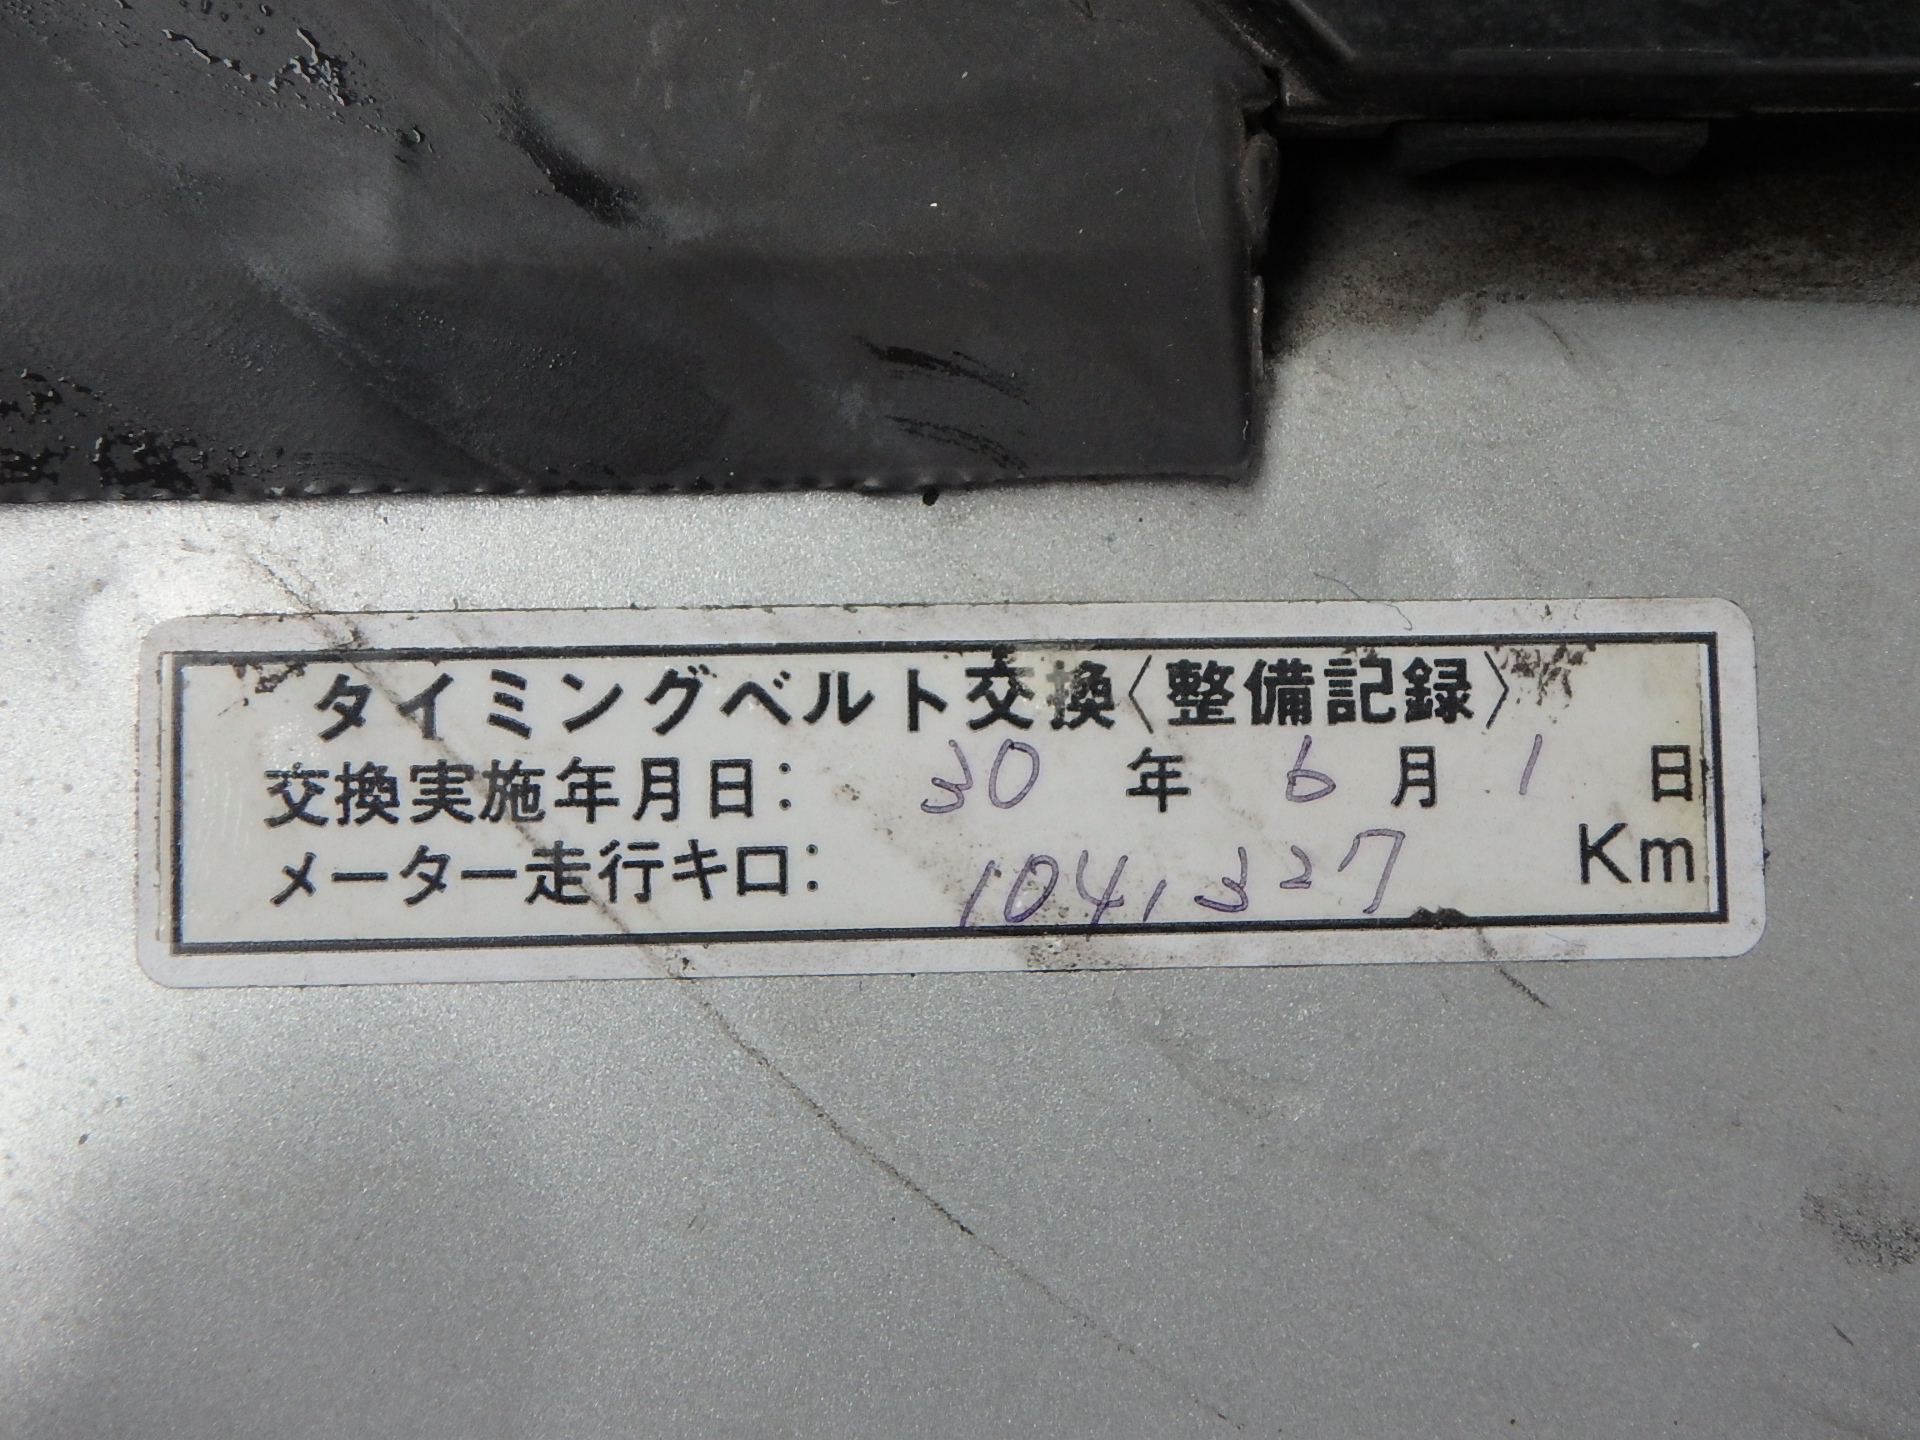 タイミングベルト交換〈整備記録〉
交換実施年月日： 30 年 6 月 1 日
メーター走行キロ： 104,327 Km